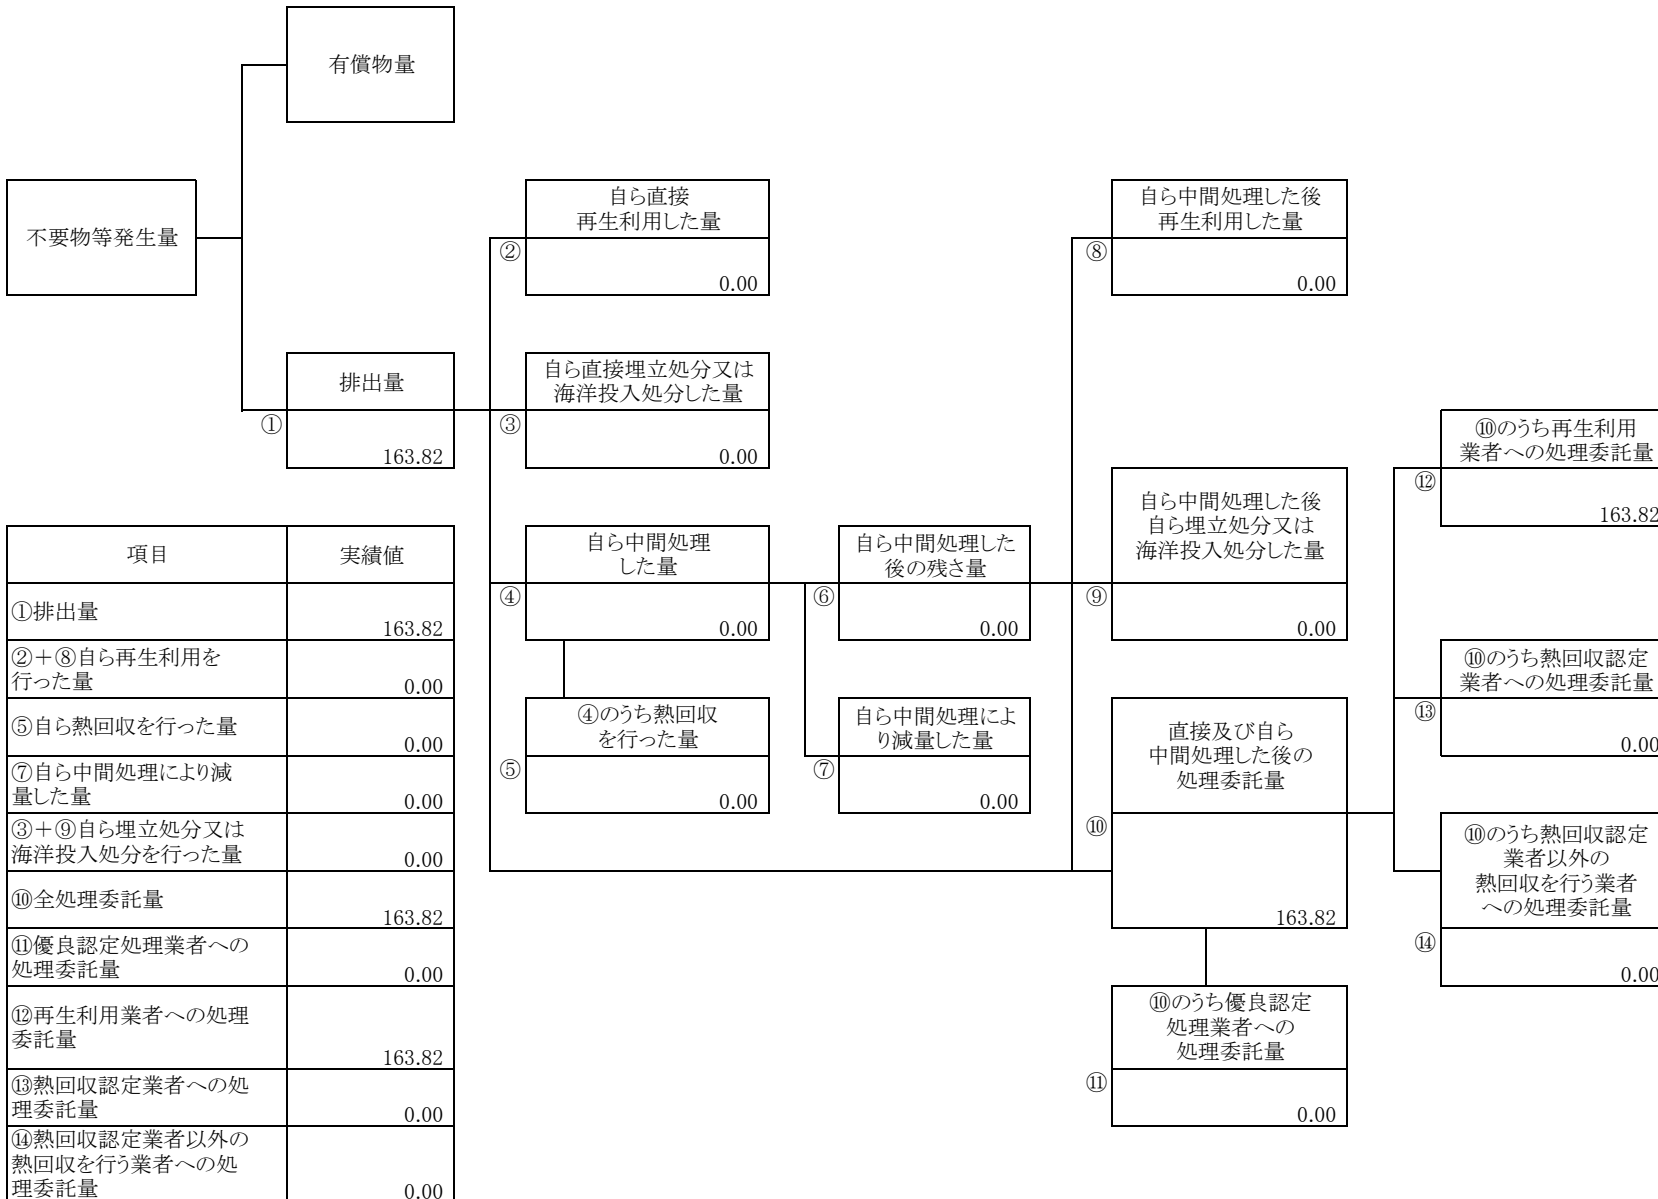 有償物量
不要物等発生量
自ら直接
再生利用した量
②
0.00
自ら中間処理した後
再生利用した量
⑧
0.00
排出量
①
163.82
自ら直接埋立処分又は
海洋投入処分した量
③
0.00
⑩のうち再生利用
業者への処理委託量
⑫
163.82
自ら中間処理
した量
④
0.00
自ら中間処理した
後の残さ量
⑥
0.00
自ら中間処理した後
自ら埋立処分又は
海洋投入処分した量
⑨
0.00
⑩のうち熱回収認定
業者への処理委託量
⑬
0.00
④のうち熱回収
を行った量
⑤
0.00
自ら中間処理によ
り減量した量
⑦
0.00
直接及び自ら
中間処理した後の
処理委託量
⑩
163.82
⑩のうち熱回収認定
業者以外の
熱回収を行う業者
への処理委託量
⑭
0.00
⑩のうち優良認定
処理業者への
処理委託量
⑪
0.00
項目 実績値
①排出量
163.82
②＋⑧自ら再生利用を
行った量 0.00
⑤自ら熱回収を行った量
0.00
⑦自ら中間処理により減
量した量 0.00
③＋⑨自ら埋立処分又は
海洋投入処分を行った量 0.00
⑩全処理委託量
163.82
⑪優良認定処理業者への
処理委託量 0.00
⑫再生利用業者への処理
委託量
163.82
⑬熱回収認定業者への処
理委託量 0.00
⑭熱回収認定業者以外の
熱回収を行う業者への処
理委託量 0.00